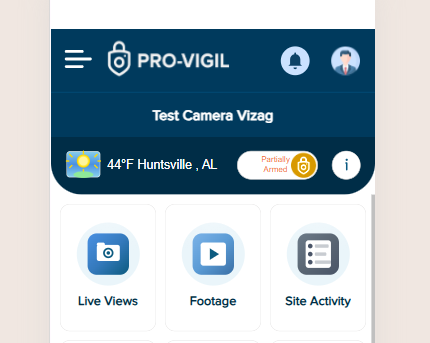 PRO-VIGIL
Test Camera Vizag
44°F Huntsville , AL
Partially
Armed
i
Live Views
Footage
Site Activity